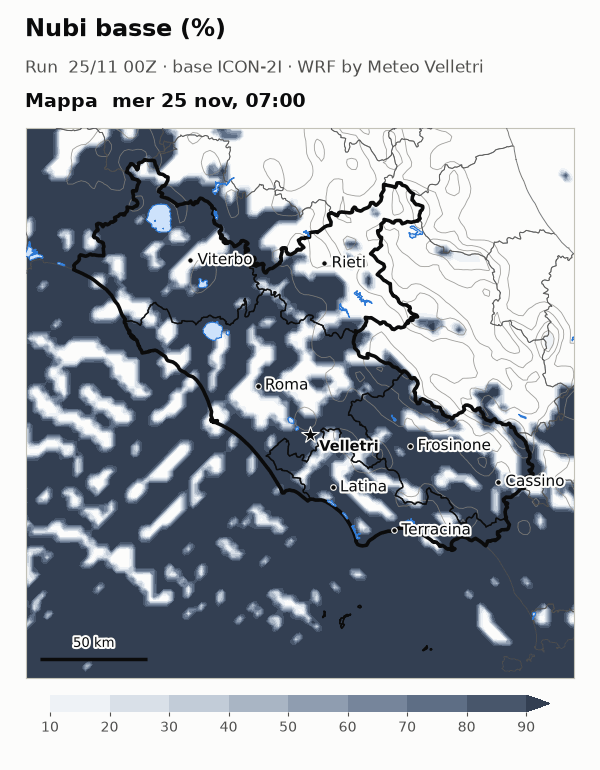 Nubi basse (%)
Run 25/11 00Z · base ICON-2I · WRF by Meteo Velletri
Mappa mer 25 nov, 07:00
Viterbo
Rieti
Roma
Velletri
Frosinone
Cassino
Latina
Terracina
50 km
10 20 30 40 50 60 70 80 90